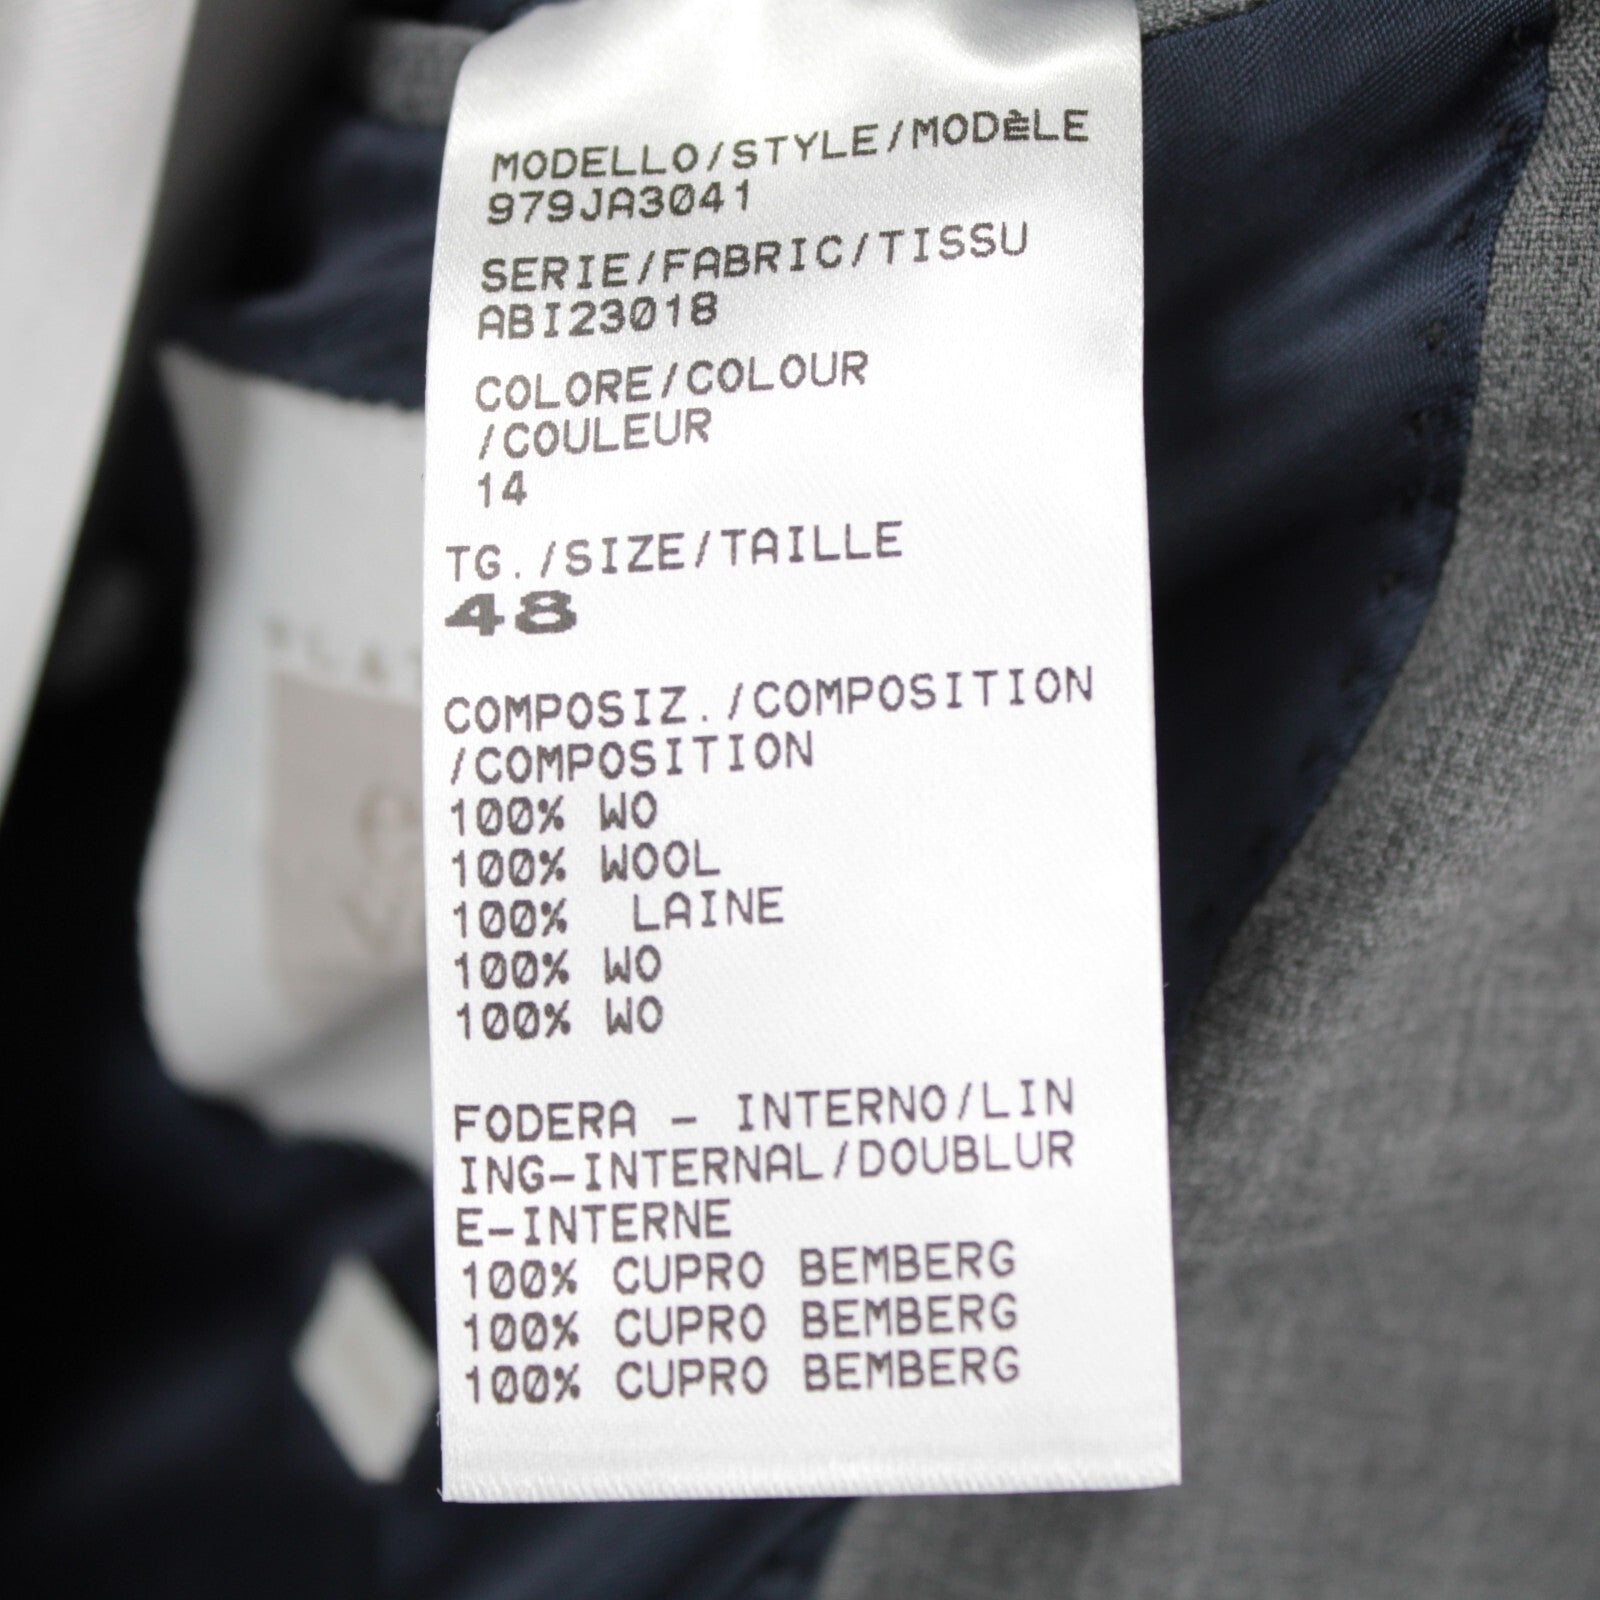 MODELLO/STYLE/MODÈLE
979JA3041
SERIE/FABRIC/TISSU
ABI23018
COLORE/COLOUR
/COULEUR
14
TG./SIZE/TAILLE
48
COMPOSIZ./COMPOSITION
/COMPOSITION
100% WO
100% WOOL
100% LAINE
100% WO
100% WO
FODERA - INTERNO/LIN
ING-INTERNAL/DOUBLUR
E-INTERNE
100% CUPRO BEMBERG
100% CUPRO BEMBERG
100% CUPRO BEMBERG